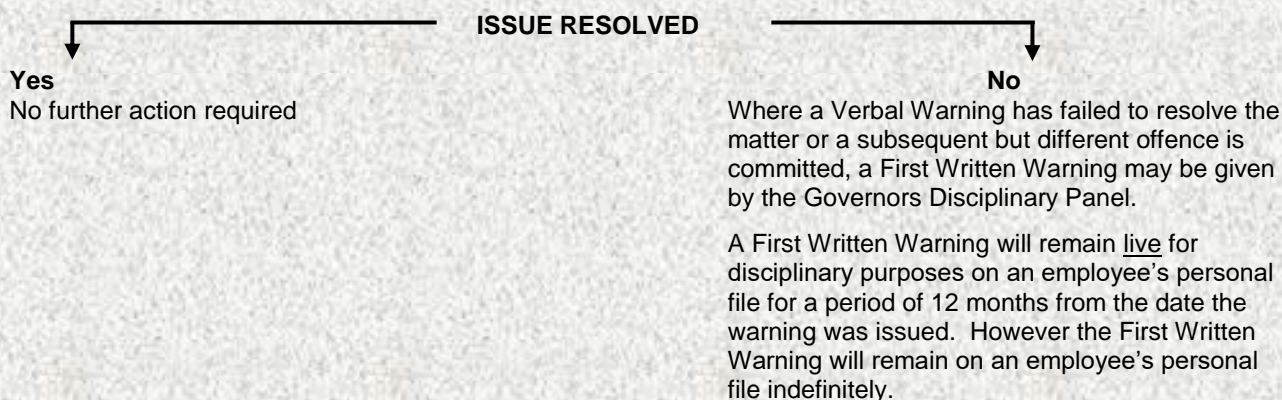 ISSUE RESOLVED
Yes
No further action required
No
Where a Verbal Warning has failed to resolve the
matter or a subsequent but different offence is
committed, a First Written Warning may be given
by the Governors Disciplinary Panel.
A First Written Warning will remain live for
disciplinary purposes on an employee’s personal
file for a period of 12 months from the date the
warning was issued.  However the First Written
Warning will remain on an employee’s personal
file indefinitely.